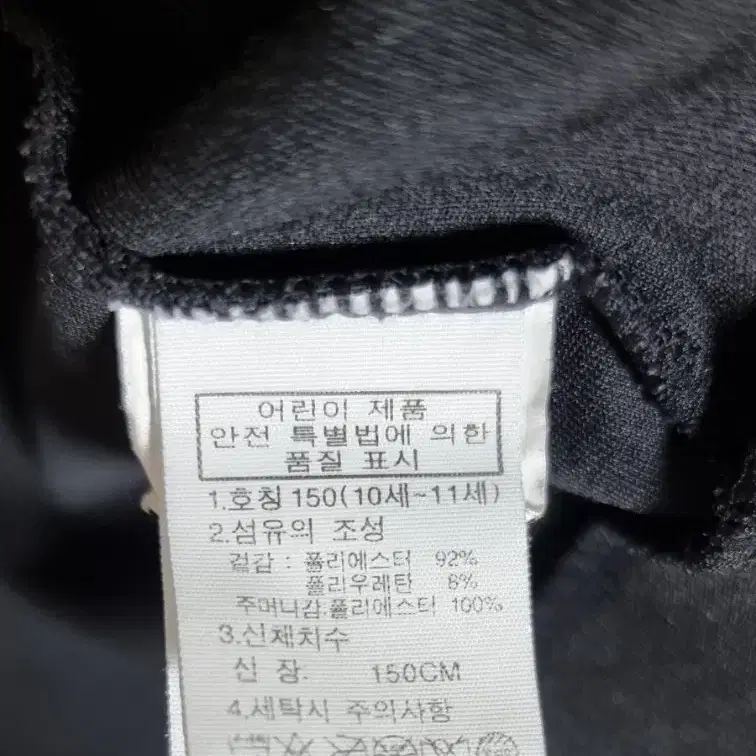 어린이 제품
안전 특별법에 의한
품질 표시
1.호칭 150(10세~11세)
2.섬유의 조성
겉감 : 폴리에스터 92%
폴리우레탄 8%
주머니감:폴리에스터 100%
3.신체치수
신 장. 150CM
4.세탁시 주의사항